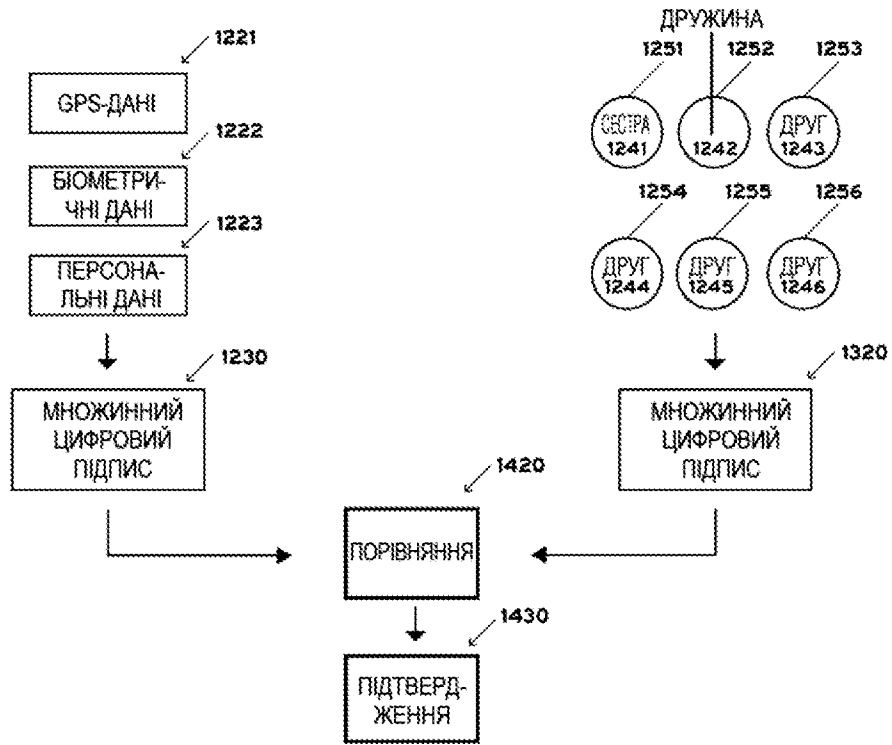 ДРУЖИНА
1221
GPS-ДАНІ
1222
БІОМЕТРИ-
ЧНІ ДАНІ
1223
ПЕРСОНА-
ЛЬНІ ДАНІ
1230
МНОЖИННИЙ
ЦИФРОВИЙ
ПІДПИС
1251 1252 1253
СЕСТРА ДРУГ
1241 1242 1243
1254 1255 1256
ДРУГ ДРУГ ДРУГ
1244 1245 1246
1320
МНОЖИННИЙ
ЦИФРОВИЙ
ПІДПИС
1420
ПОРІВНЯННЯ
1430
ПІДТВЕРД-
ЖЕННЯ